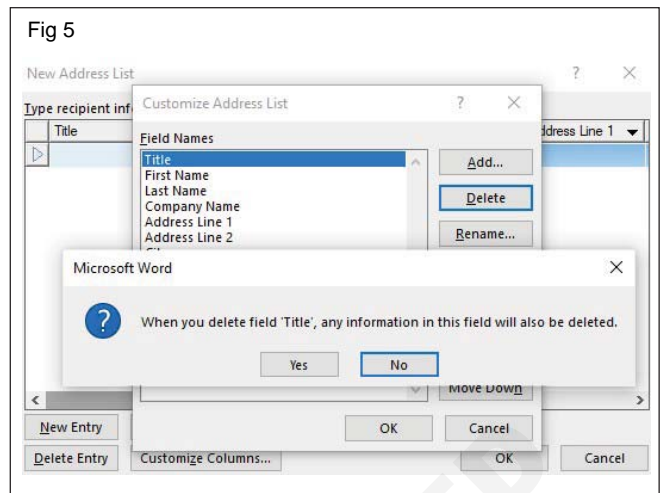 Fig 5
New Address List
?
Type recipient inf
Customize Address List
?
Title
ddress Line 1
Field Names
Title
First Name
Last Name
Company Name
Address Line 1
Address Line 2
Add...
Delete
Rename...
Microsoft Word
When you delete field 'Title', any information in this field will also be deleted.
Yes
No
Move Down
New Entry
OK
Cancel
Delete Entry
Customize Columns...
OK
Cancel